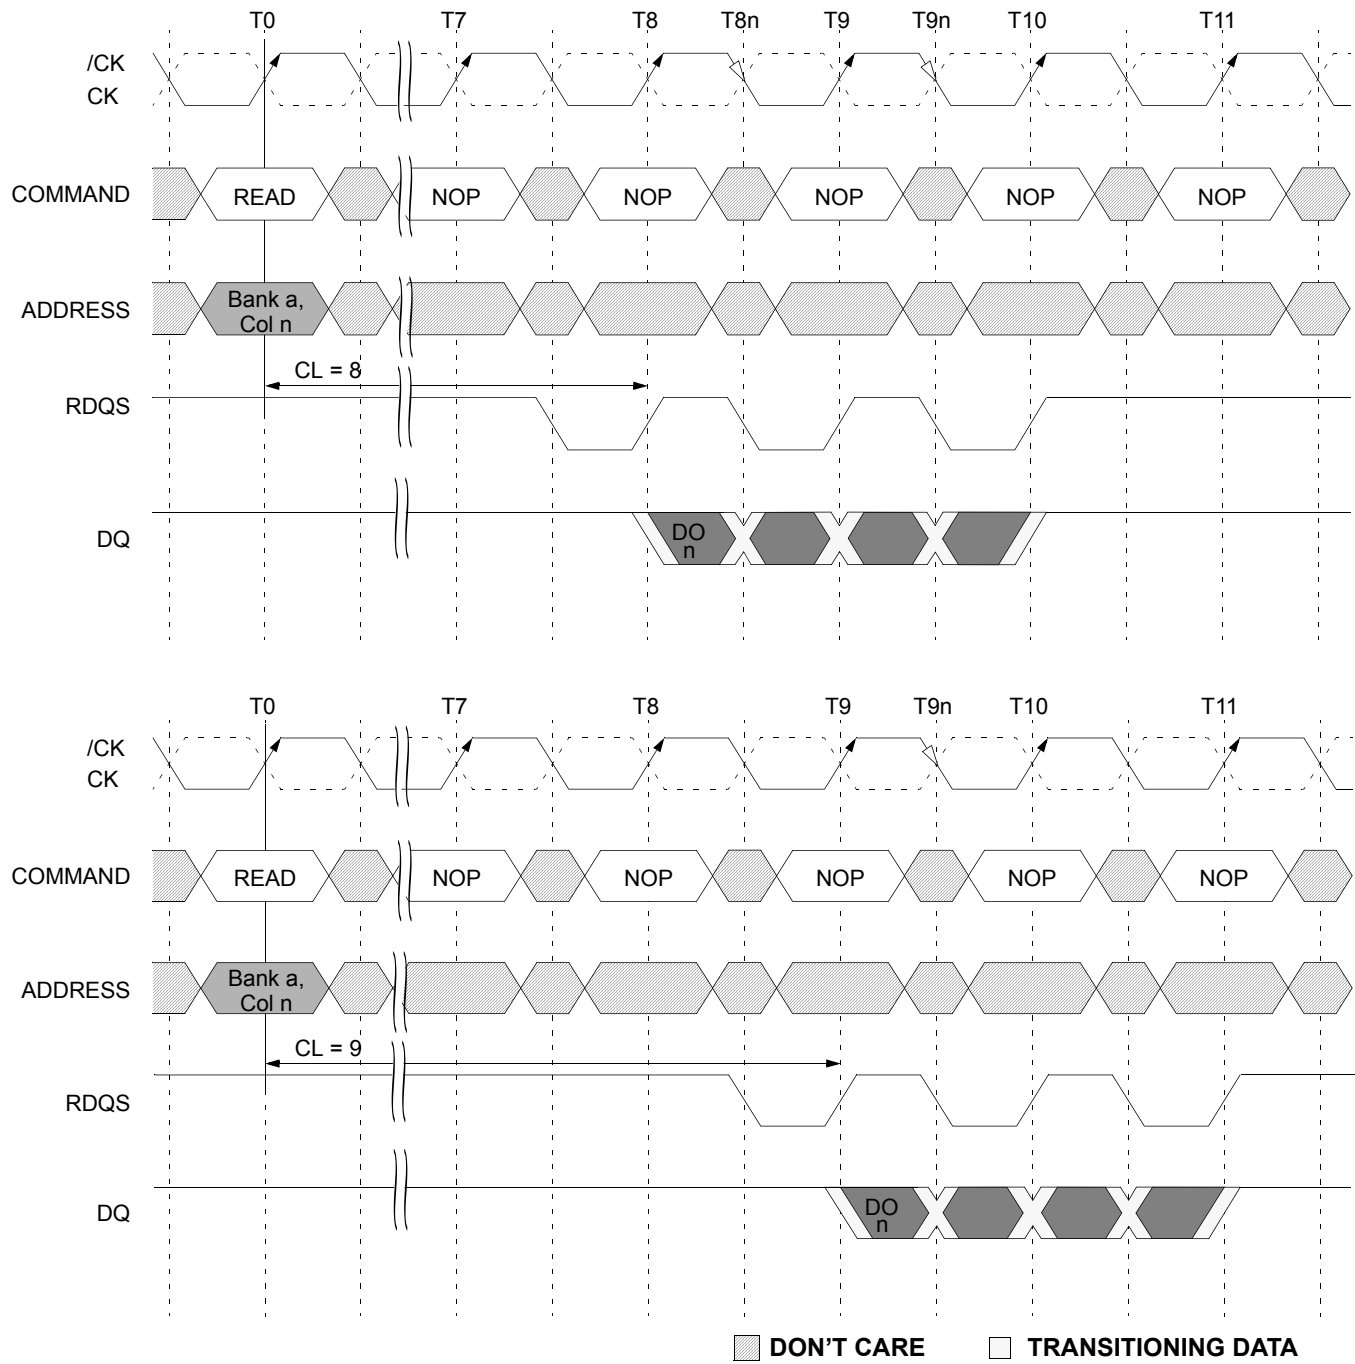 T0 T7 T8 T8n T9 T9n T10 T11
/CK
CK
COMMAND READ NOP NOP NOP NOP NOP
ADDRESS Bank a,
Col n
CL = 8
RDQS
DQ DO
n
T0 T7 T8 T9 T9n T10 T11
/CK
CK
COMMAND READ NOP NOP NOP NOP NOP
ADDRESS Bank a,
Col n
CL = 9
RDQS
DQ DO
n
DON'T CARE TRANSITIONING DATA